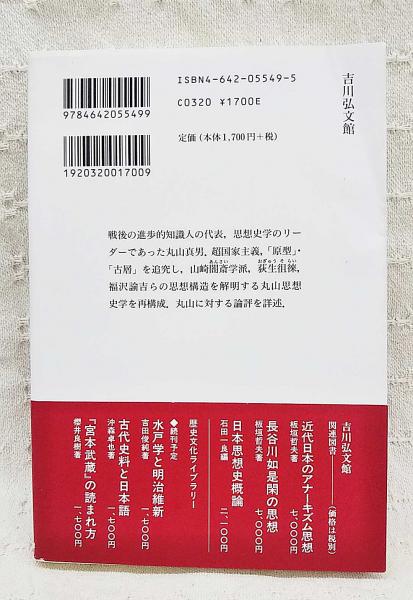 吉川弘文館
ISBN4-642-05549-5
C0320 ¥1700E
定価（本体1,700円+税）
9784642055499
1920320017009
戦後の進歩的知識人の代表，思想史学のリー
ダーであった丸山真男．超国家主義，「原型」・
「古層」を追究し，山崎闇斎学派，荻生徂徠，
あんさい
おぎゅうそらい
福沢諭吉らの思想構造を解明する丸山思想
史学を再構成．丸山に対する論評を詳述．
吉川弘文館
関連図書――（価格は税別）
近代日本のアナーキズム思想
板垣哲夫著 七、〇〇〇円
長谷川如是閑の思想
板垣哲夫著 七、〇〇〇円
日本思想史概論
石田一良編 二、一〇〇円
歴史文化ライブラリー
◆続刊予定
水戸学と明治維新
吉田俊純著 一、七〇〇円
古代史料と日本語
沖森卓也著 一、七〇〇円
『宮本武蔵』の読まれ方
櫻井良樹著 一、七〇〇円